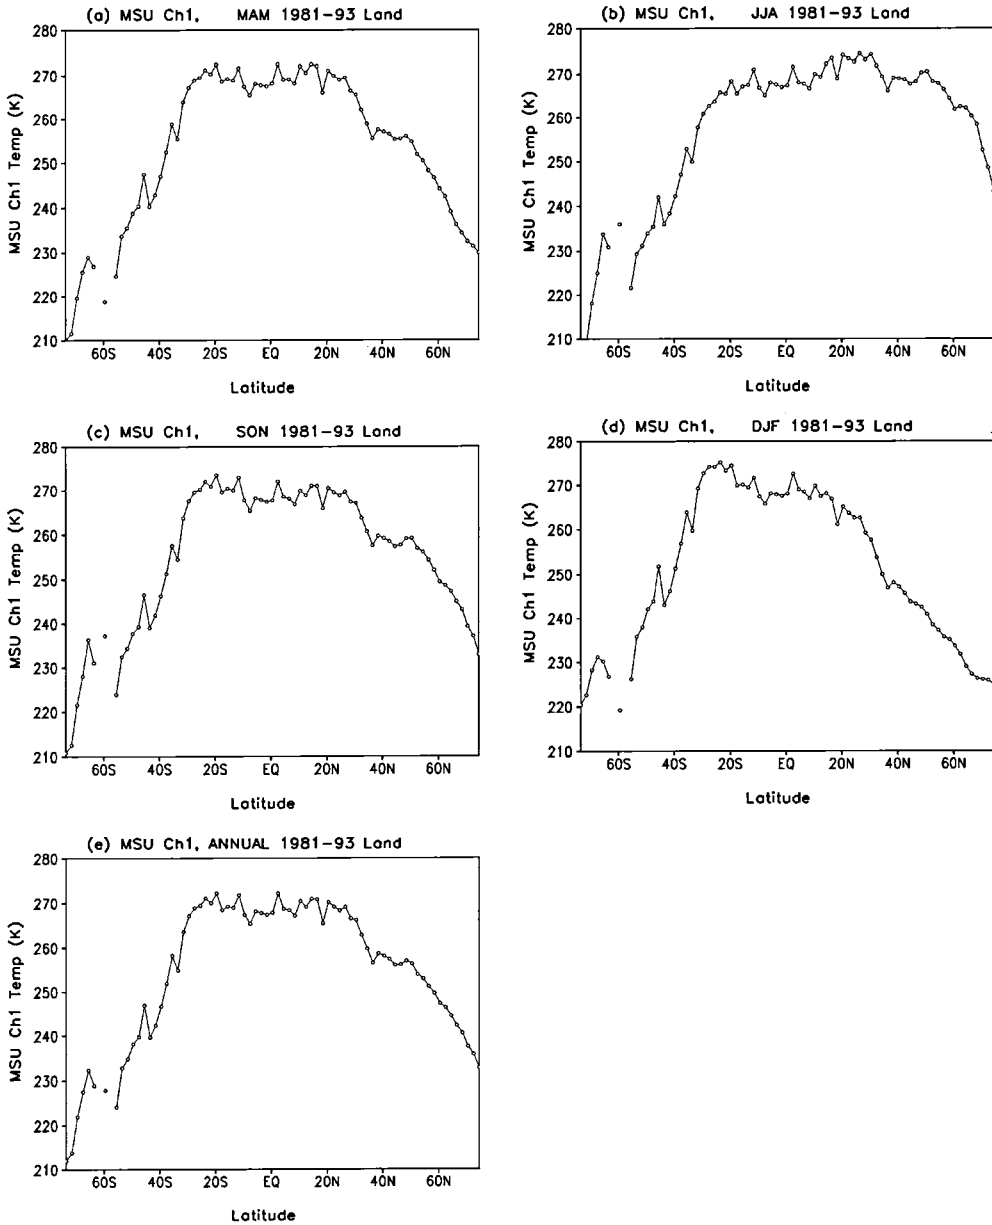 (a) MSU Ch1, MAM 1981-93 Land
MSU Ch1 Temp (K)
280
270
260
250
240
230
220
210
60S 40S 20S EQ 20N 40N 60N
Latitude
(b) MSU Ch1, JJA 1981-93 Land
MSU Ch1 Temp (K)
280
270
260
250
240
230
220
210
60S 40S 20S EQ 20N 40N 60N
Latitude
(c) MSU Ch1, SON 1981-93 Land
MSU Ch1 Temp (K)
280
270
260
250
240
230
220
210
60S 40S 20S EQ 20N 40N 60N
Latitude
(d) MSU Ch1, DJF 1981-93 Land
MSU Ch1 Temp (K)
280
270
260
250
240
230
220
210
60S 40S 20S EQ 20N 40N 60N
Latitude
(e) MSU Ch1, ANNUAL 1981-93 Land
MSU Ch1 Temp (K)
280
270
260
250
240
230
220
210
60S 40S 20S EQ 20N 40N 60N
Latitude